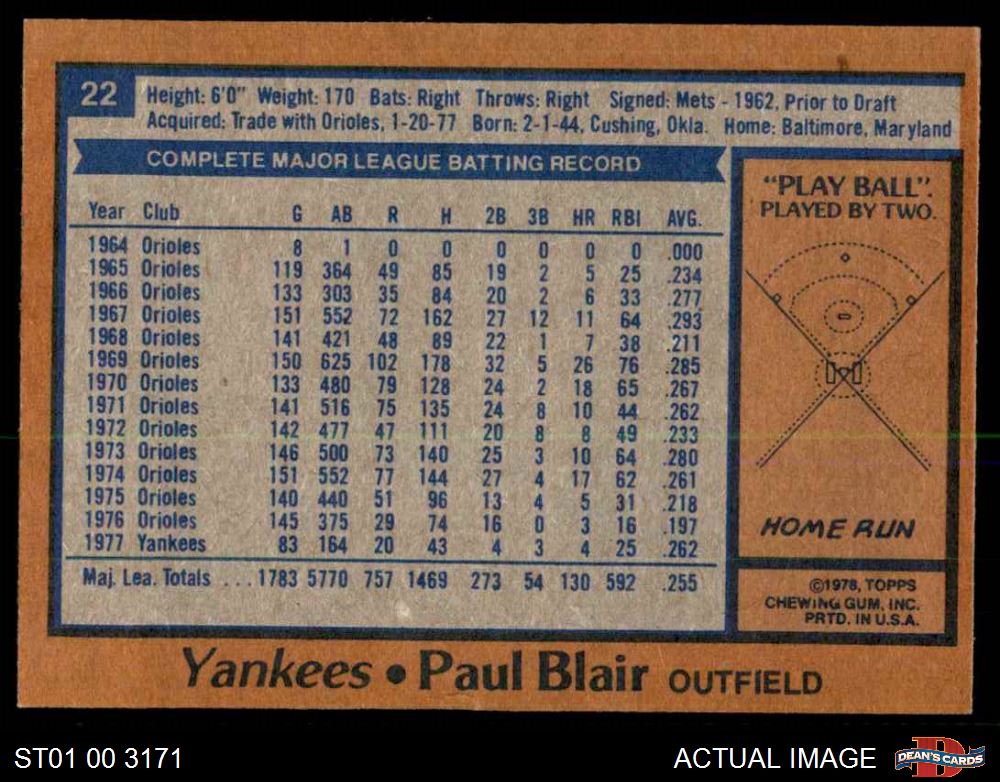 22
Height: 6'0" Weight: 170 Bats: Right Throws: Right Signed: Mets - 1962, Prior to Draft
Acquired: Trade with Orioles, 1-20-77 Born: 2-1-44, Cushing, Okla. Home: Baltimore, Maryland
COMPLETE MAJOR LEAGUE BATTING RECORD
Year Club G AB R H 2B 3B HR RBI AVG.
1964 Orioles 8 1 0 0 0 0 0 0 .000
1965 Orioles 119 364 49 85 19 2 5 25 .234
1966 Orioles 133 303 35 84 20 2 6 33 .277
1967 Orioles 151 552 72 162 27 12 11 64 .293
1968 Orioles 141 421 48 89 22 1 7 38 .211
1969 Orioles 150 625 102 178 32 5 26 76 .285
1970 Orioles 133 480 79 128 24 2 18 65 .267
1971 Orioles 141 516 75 135 24 8 10 44 .262
1972 Orioles 142 477 47 111 20 8 8 49 .233
1973 Orioles 146 500 73 140 25 3 10 64 .280
1974 Orioles 151 552 77 144 27 4 17 62 .261
1975 Orioles 140 440 51 96 13 4 5 31 .218
1976 Orioles 145 375 29 74 16 0 3 16 .197
1977 Yankees 83 164 20 43 4 3 4 25 .262
Maj. Lea. Totals ... 1783 5770 757 1469 273 54 130 592 .255
"PLAY BALL".
PLAYED BY TWO.
HOME RUN
©1978, TOPPS
CHEWING GUM, INC.
PRTD. IN U.S.A.
Yankees • Paul Blair OUTFIELD
ST01 00 3171
ACTUAL IMAGE
D
DEAN'S CARDS